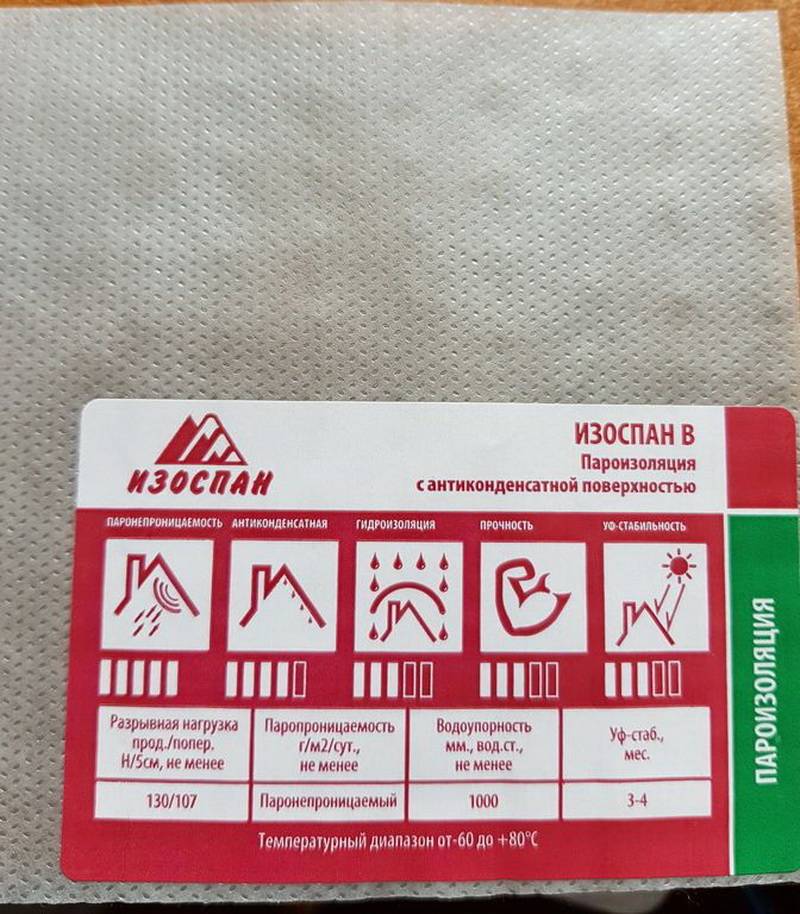 ИЗОСПАН
ИЗОСПАН В
Пароизоляция
с антиконденсатной поверхностью
ПАРОНЕПРОНИЦАЕМОСТЬ АНТИКОНДЕНСАТНАЯ ГИДРОИЗОЛЯЦИЯ ПРОЧНОСТЬ УФ-СТАБИЛЬНОСТЬ
Разрывная нагрузка
прод./попер.
Н/5см, не менее
Паропроницаемость
г/м2/сут.,
не менее
Водоупорность
мм., вод.ст.,
не менее
Уф-стаб.,
мес.
130/107 Паронепроницаемый 1000 3-4
Температурный диапазон от-60 до +80°С
ПАРОИЗОЛЯЦИЯ